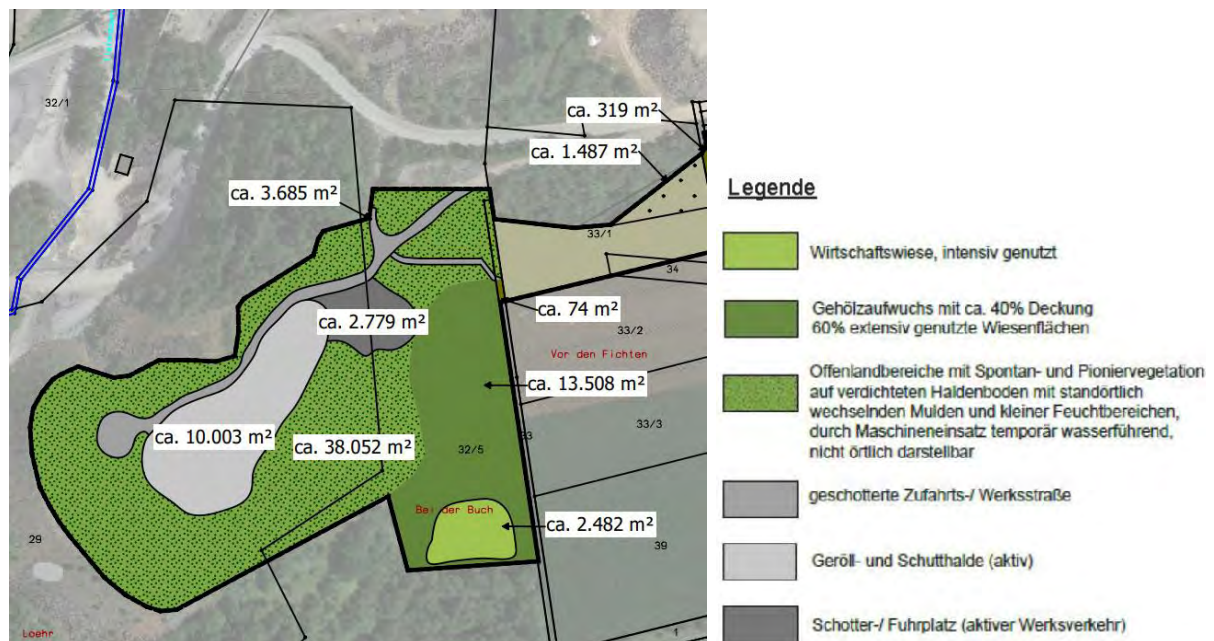 32/1
ca. 319 m²
ca. 1.487 m²
ca. 3.685 m²
33/1
34
ca. 74 m²
ca. 2.779 m²
33/2
Vor den Fichten
ca. 13.508 m²
ca. 10.003 m²
ca. 38.052 m²
33
33/3
32/5
Bei der Buch
ca. 2.482 m²
29
39
Loehr
1
Legende
Wirtschaftswiese, intensiv genutzt
Gehölzaufwuchs mit ca. 40% Deckung
60% extensiv genutzte Wiesenflächen
Offenlandbereiche mit Spontan- und Pioniervegetation
auf verdichteten Haldenboden mit standörtlich
wechselnden Mulden und kleiner Feuchtbereichen,
durch Maschineneinsatz temporär wasserführend,
nicht örtlich darstellbar
geschotterte Zufahrts-/ Werksstraße
Geröll- und Schutthalde (aktiv)
Schotter-/ Fuhrplatz (aktiver Werksverkehr)